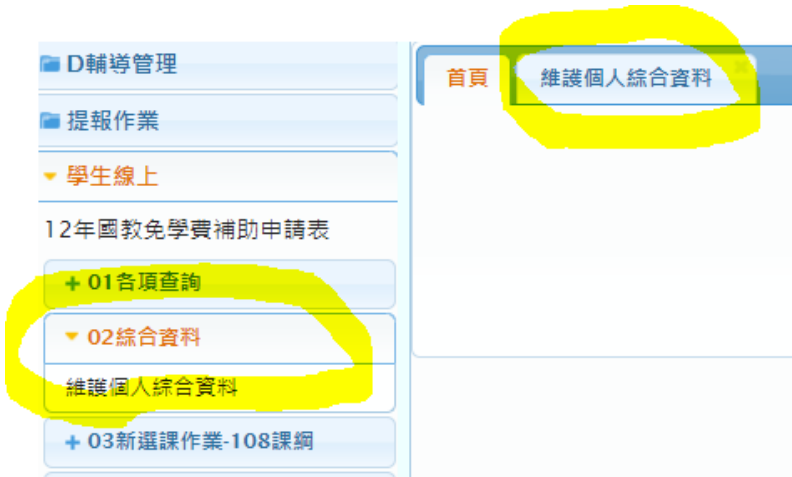 D輔導管理
提報作業
學生線上
12年國教免學費補助申請表
+ 01各項查詢
02綜合資料
維護個人綜合資料
+ 03新選課作業-108課綱
首頁 維護個人綜合資料